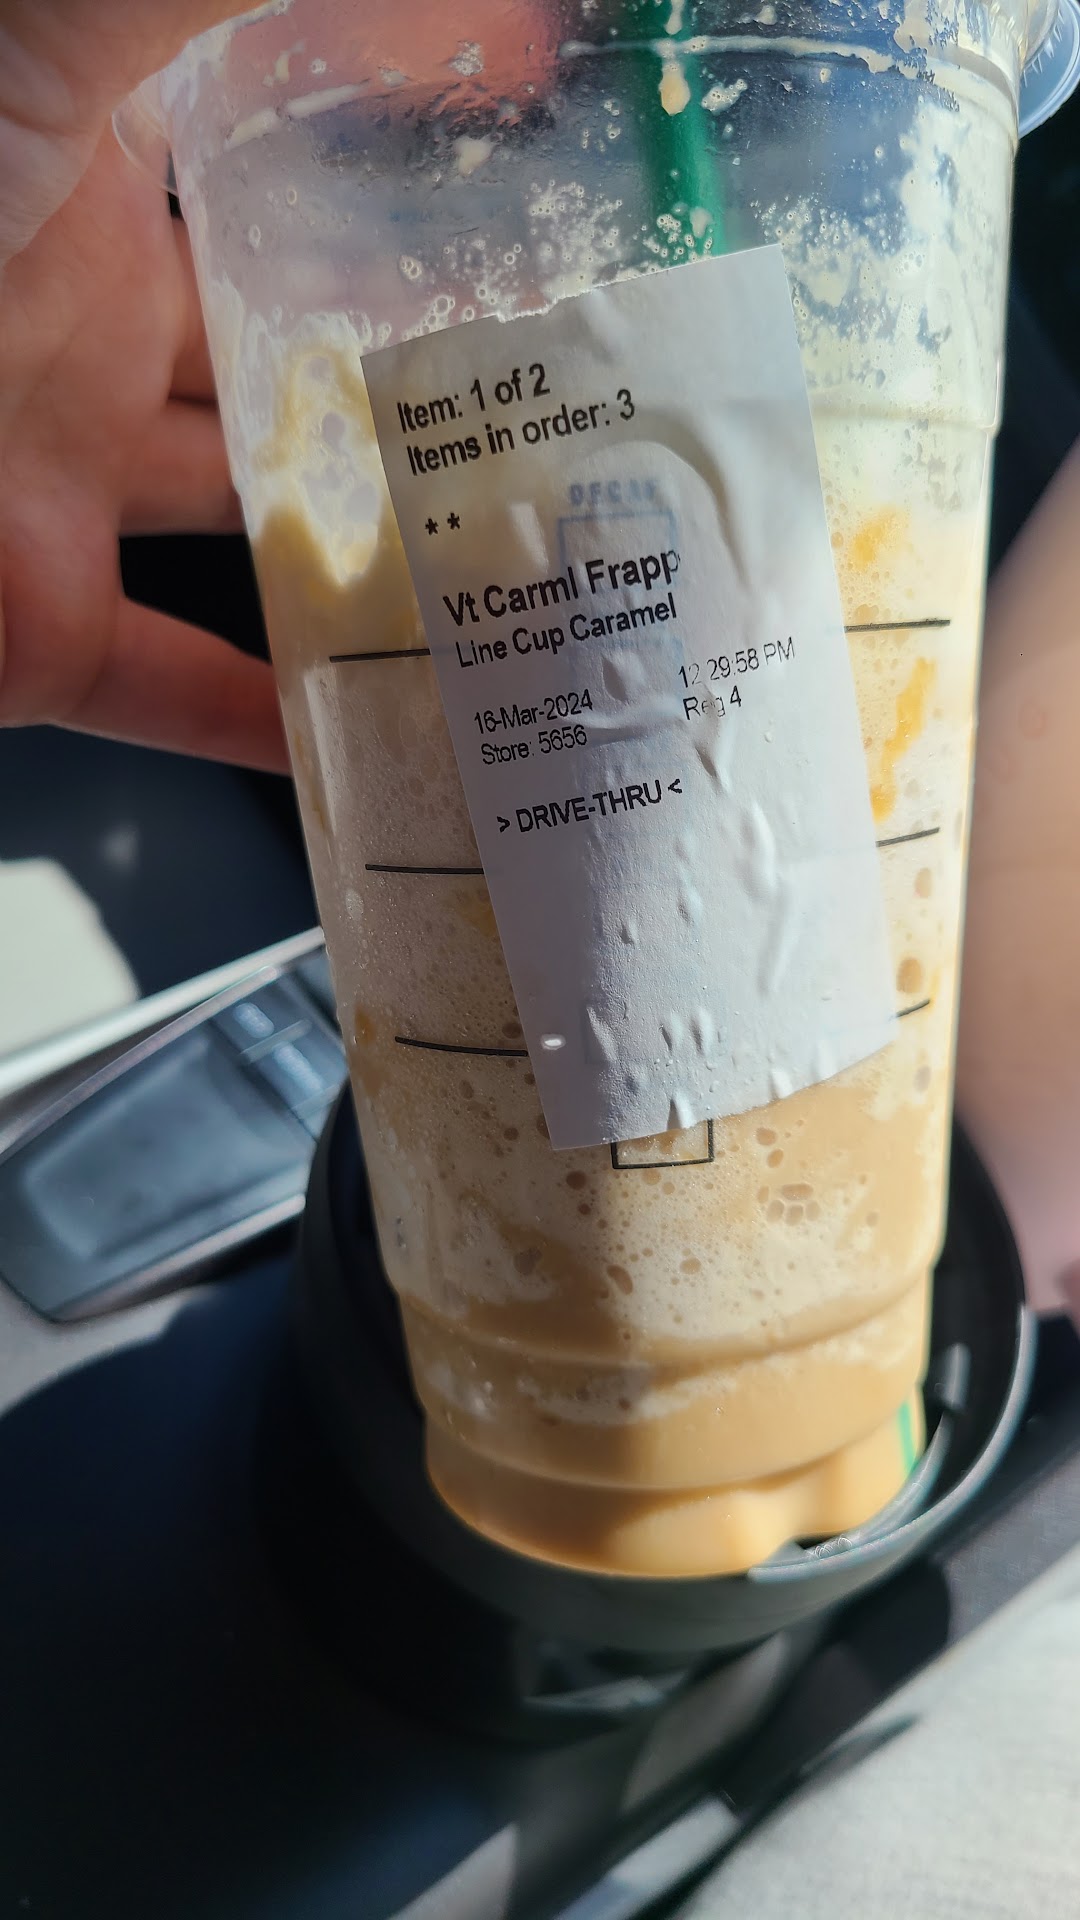 Item: 1 of 2
Items in order: 3
* *
DECAF
Vt Carml Frapp
Line Cup Caramel
16-Mar-2024 12:29:58 PM
Store: 5656 Reg 4
> DRIVE-THRU <